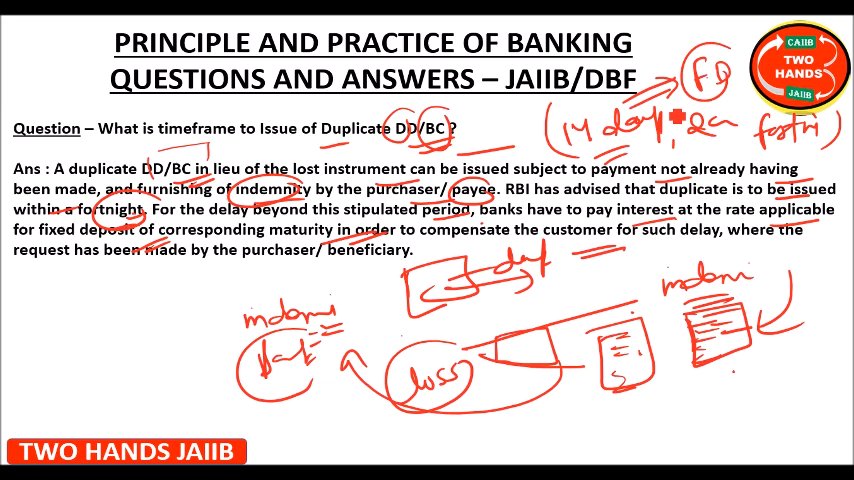 PRINCIPLE AND PRACTICE OF BANKING
QUESTIONS AND ANSWERS – JAIIB/DBF
CAIIB
TWO
HANDS
JAIIB
FD
Question – What is timeframe to Issue of Duplicate DD/BC ?
14 days
Ans : A duplicate DD/BC in lieu of the lost instrument can be issued subject to payment not already having
been made, and furnishing of indemnity by the purchaser/ payee. RBI has advised that duplicate is to be issued
within a fortnight. For the delay beyond this stipulated period, banks have to pay interest at the rate applicable
for fixed deposit of corresponding maturity in order to compensate the customer for such delay, where the
request has been made by the purchaser/ beneficiary.
loss
TWO HANDS JAIIB